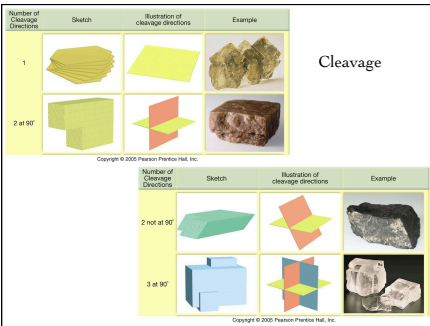 Cleavage
Number of
Cleavage
Directions
Sketch
Illustration of
cleavage directions
Example
1
2 at 90°
Copyright © 2005 Pearson Prentice Hall, Inc.
Number of
Cleavage
Directions
Sketch
Illustration of
cleavage directions
Example
2 not at 90°
3 at 90°
Copyright © 2005 Pearson Prentice Hall, Inc.